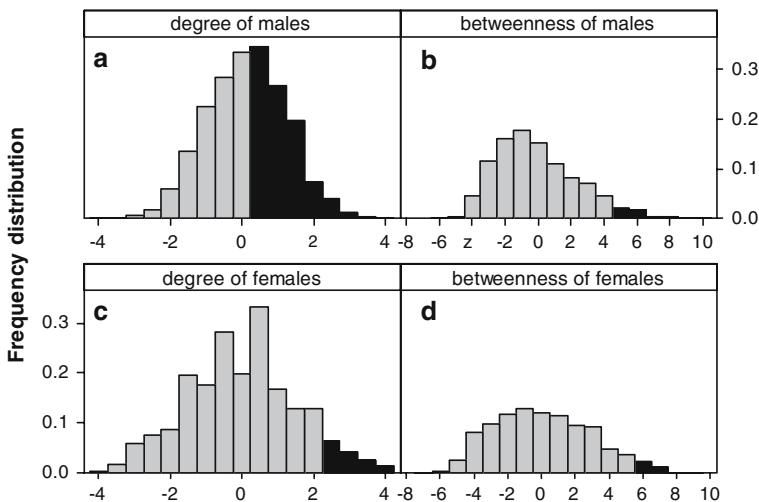 degree of males
betweenness of males
a
b
0.3
0.2
0.1
0.0
-4 -2 0 2 4
-8 -6 z -2 0 2 4 6 8 10
Frequency distribution
degree of females
betweenness of females
c
d
0.3
0.2
0.1
0.0
-4 -2 0 2 4
-8 -6 -4 -2 0 2 4 6 8 10